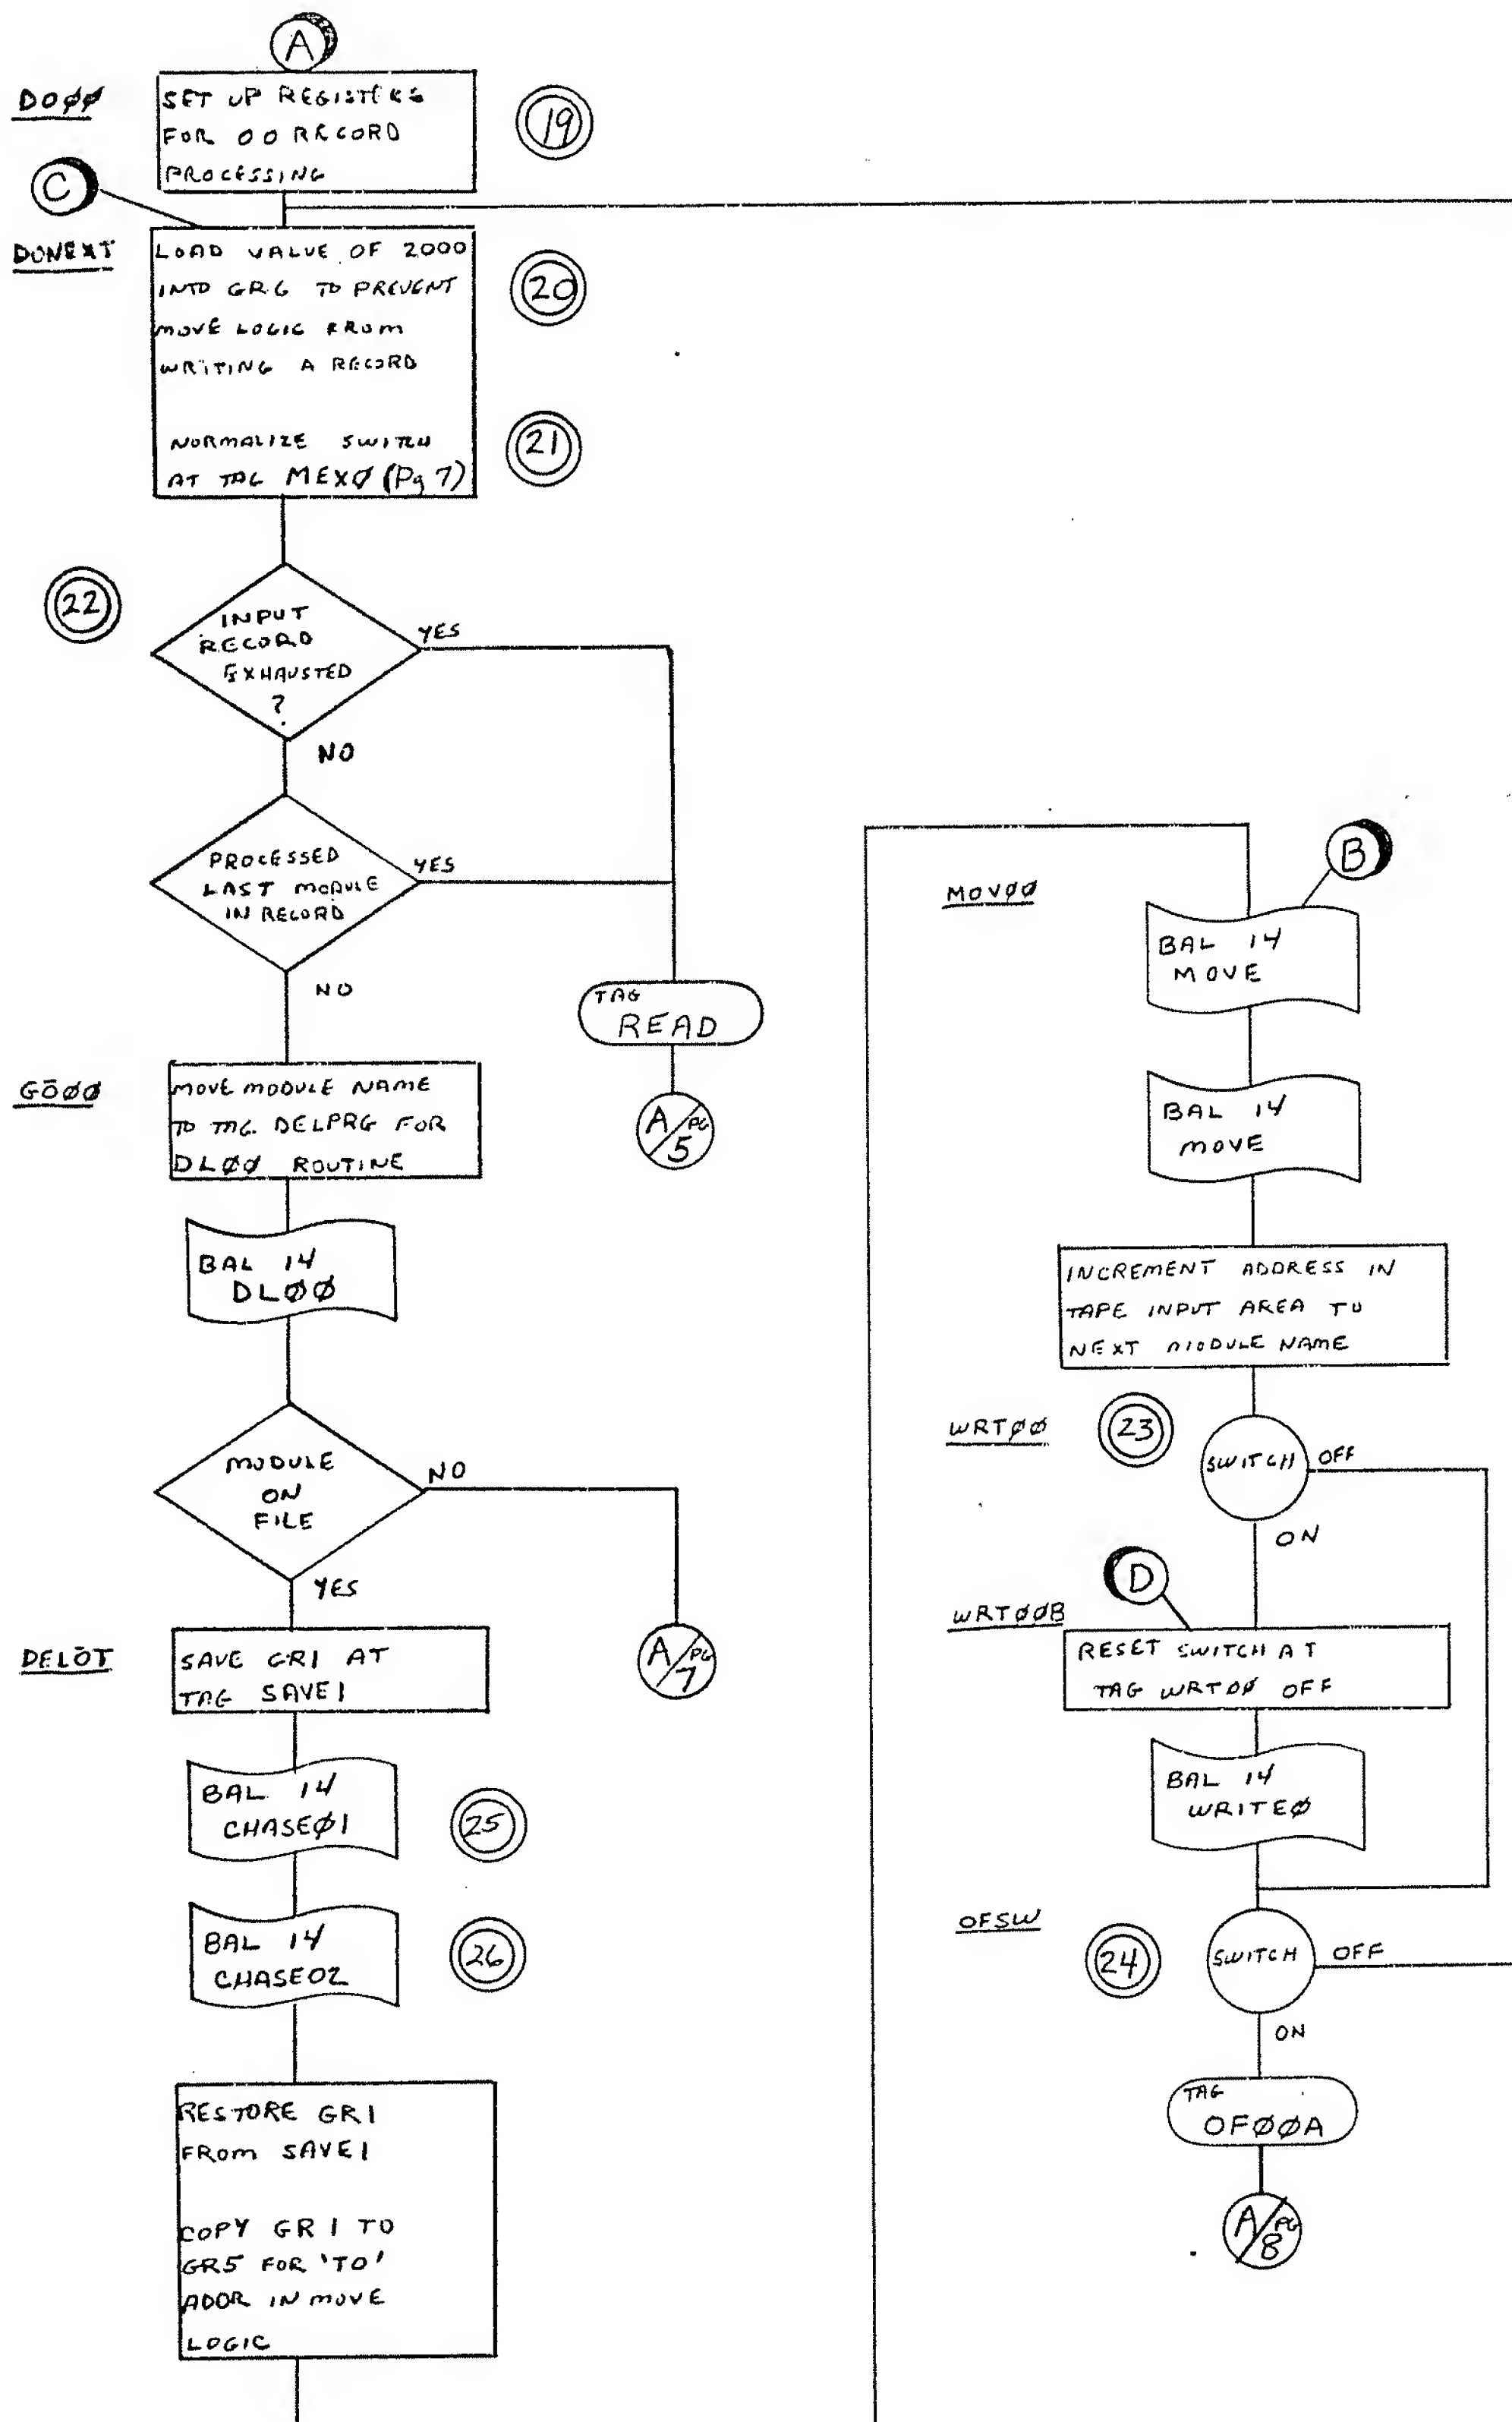 A
DOØØ
SET UP REGISTERS
FOR 00 RECORD
PROCESSING
19
C
DONEXT
LOAD VALUE OF 2000
INTO GR6 TO PREVENT
MOVE LOGIC FROM
WRITING A RECORD
20
NORMALIZE SWITCH
AT TAG MEXØ (Pg 7)
21
22
INPUT
RECORD
EXHAUSTED
?
YES
NO
PROCESSED
LAST MODULE
IN RECORD
YES
NO
TAG
READ
A/PG
5
GOØØ
MOVE MODULE NAME
TO TAG DELPRG FOR
DLØØ ROUTINE
BAL 14
DLØØ
MODULE
ON
FILE
NO
YES
A/PG
7
DELOT
SAVE GR1 AT
TAG SAVE1
BAL 14
CHASEØ1
25
BAL 14
CHASE02
26
RESTORE GR1
FROM SAVE1
COPY GR1 TO
GR5 FOR 'TO'
ADDR IN MOVE
LOGIC
B
MOVØØ
BAL 14
MOVE
BAL 14
MOVE
INCREMENT ADDRESS IN
TAPE INPUT AREA TO
NEXT MODULE NAME
WRTØØ
23
SWITCH
OFF
ON
D
WRTØØB
RESET SWITCH AT
TAG WRTØØ OFF
BAL 14
WRITEØ
OFSW
24
SWITCH
OFF
ON
TAG
OFØØA
A/PG
8